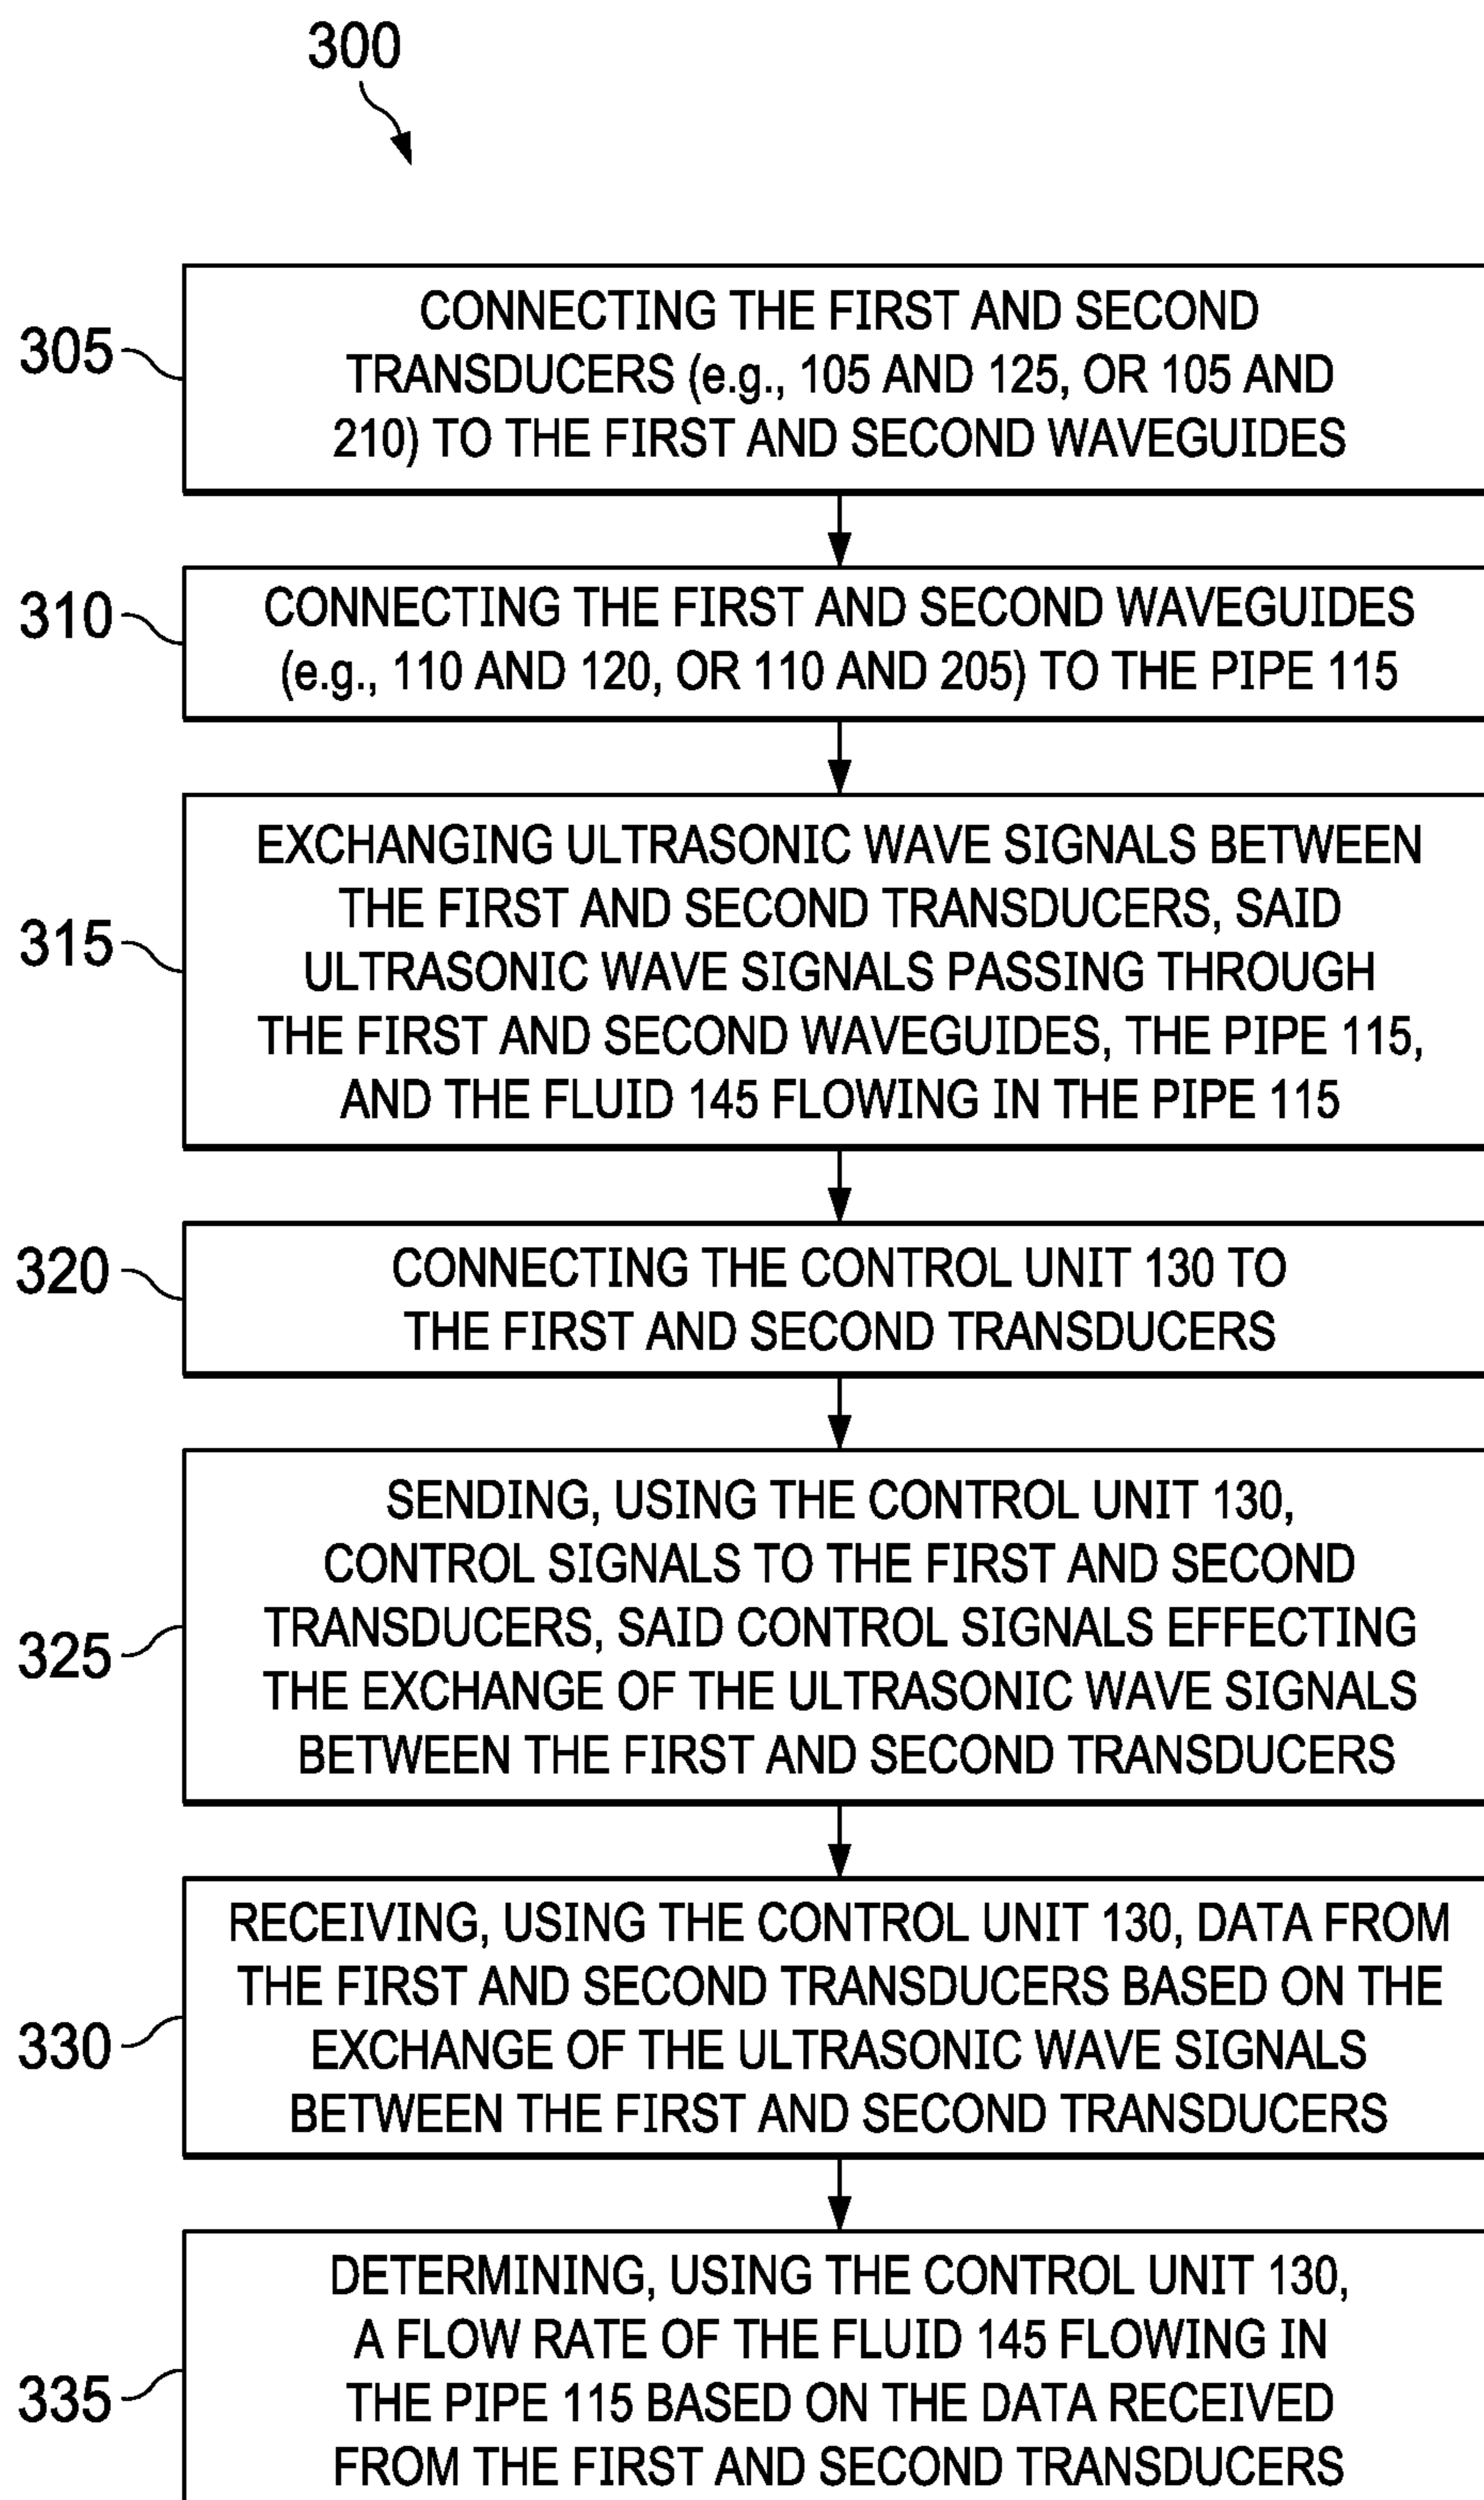 300
305
CONNECTING THE FIRST AND SECOND
TRANSDUCERS (e.g., 105 AND 125, OR 105 AND
210) TO THE FIRST AND SECOND WAVEGUIDES
310
CONNECTING THE FIRST AND SECOND WAVEGUIDES
(e.g., 110 AND 120, OR 110 AND 205) TO THE PIPE 115
315
EXCHANGING ULTRASONIC WAVE SIGNALS BETWEEN
THE FIRST AND SECOND TRANSDUCERS, SAID
ULTRASONIC WAVE SIGNALS PASSING THROUGH
THE FIRST AND SECOND WAVEGUIDES, THE PIPE 115,
AND THE FLUID 145 FLOWING IN THE PIPE 115
320
CONNECTING THE CONTROL UNIT 130 TO
THE FIRST AND SECOND TRANSDUCERS
325
SENDING, USING THE CONTROL UNIT 130,
CONTROL SIGNALS TO THE FIRST AND SECOND
TRANSDUCERS, SAID CONTROL SIGNALS EFFECTING
THE EXCHANGE OF THE ULTRASONIC WAVE SIGNALS
BETWEEN THE FIRST AND SECOND TRANSDUCERS
330
RECEIVING, USING THE CONTROL UNIT 130, DATA FROM
THE FIRST AND SECOND TRANSDUCERS BASED ON THE
EXCHANGE OF THE ULTRASONIC WAVE SIGNALS
BETWEEN THE FIRST AND SECOND TRANSDUCERS
335
DETERMINING, USING THE CONTROL UNIT 130,
A FLOW RATE OF THE FLUID 145 FLOWING IN
THE PIPE 115 BASED ON THE DATA RECEIVED
FROM THE FIRST AND SECOND TRANSDUCERS